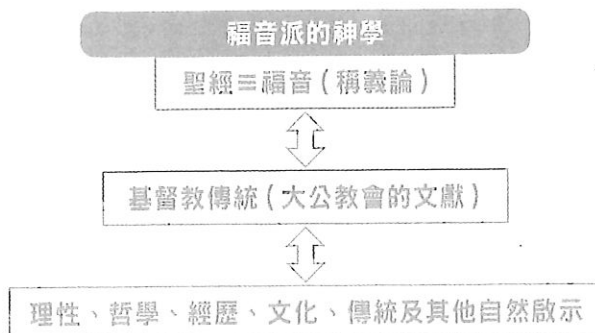 福音派的神學
聖經≡福音(稱義論)
基督教傳統(大公教會的文獻)
理性、哲學、經歷、文化、傳統及其他自然啟示